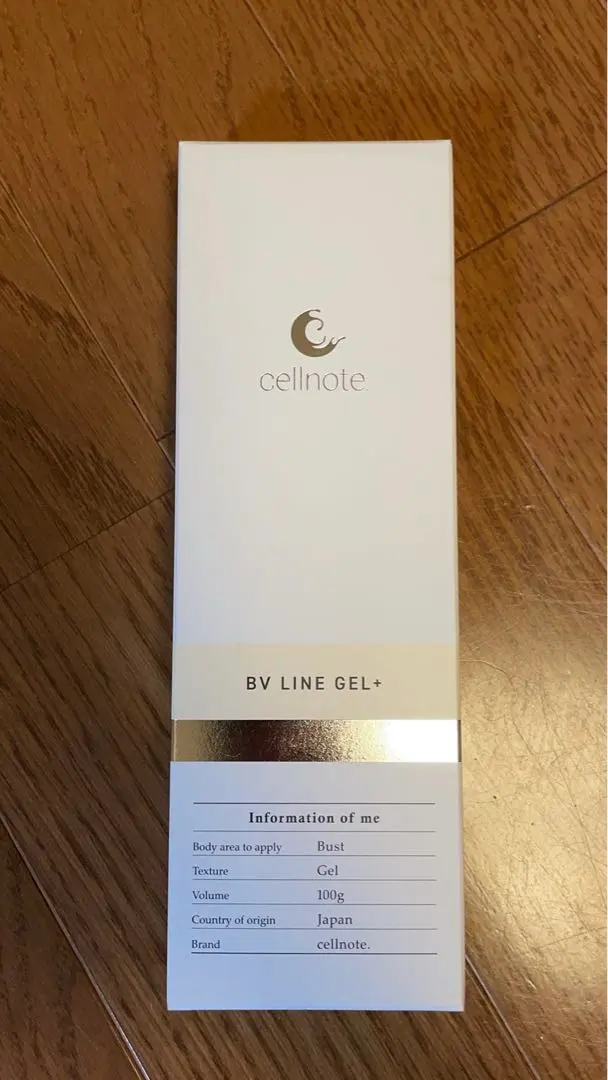 cellnote.
BV LINE GEL+
Information of me
Body area to apply Bust
Texture Gel
Volume 100g
Country of origin Japan
Brand cellnote.